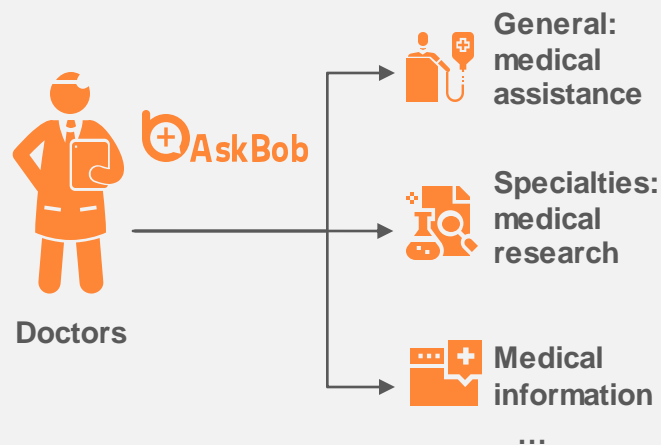 General:
medical
assistance
AskBob
Specialties:
medical
research
Doctors
Medical
information
...